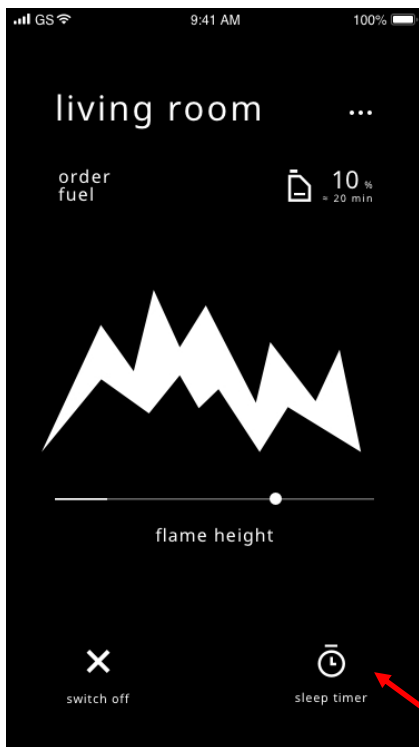 GS 9:41 AM 100%
living room
order
fuel
10 %
≈ 20 min
flame height
switch off sleep timer